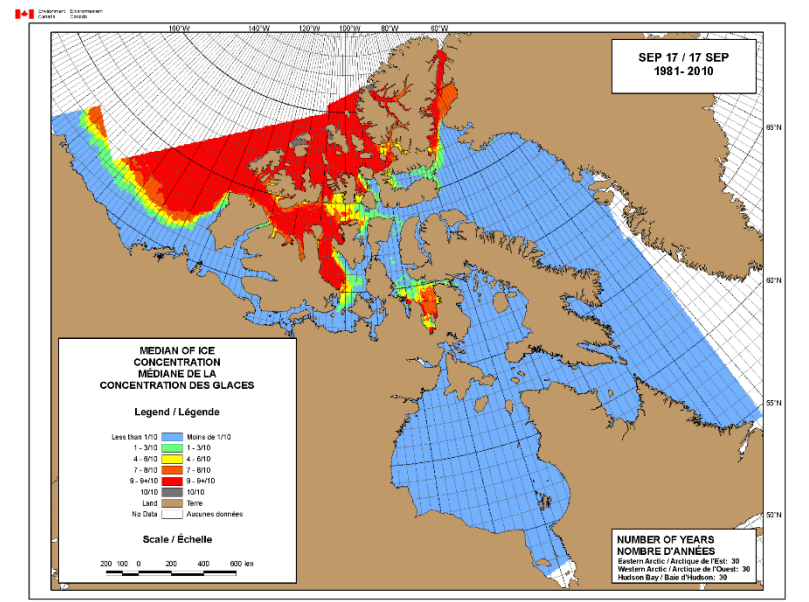 Environment Environnement
Canada Canada
160°W 140°W 120°W 110°W 100°W 90°W 80°W 60°W
SEP 17 / 17 SEP
1981- 2010
65°N
60°N
55°N
50°N
MEDIAN OF ICE
CONCENTRATION
MÉDIANE DE LA
CONCENTRATION DES GLACES
Legend / Légende
Less than 1/10 Moins de 1/10
1 - 3/10 1 - 3/10
4 - 6/10 4 - 6/10
7 - 8/10 7 - 8/10
9 - 9+/10 9 - 9+/10
10/10 10/10
Land Terre
No Data Aucunes données
Scale / Échelle
200 100 0 200 400 600 km
NUMBER OF YEARS
NOMBRE D'ANNÉES
Eastern Arctic / Arctique de l'Est: 30
Western Arctic / Arctique de l'Ouest: 30
Hudson Bay / Baie d'Hudson: 30